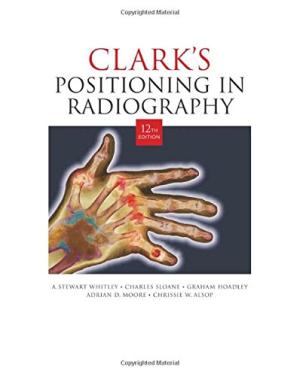 Copyrighted Material
CLARK'S
POSITIONING IN
RADIOGRAPHY
12TH
EDITION
A. STEWART WHITLEY • CHARLES SLOANE • GRAHAM HOADLEY
ADRIAN D. MOORE • CHRISSIE W. ALSOP
Copyrighted Material